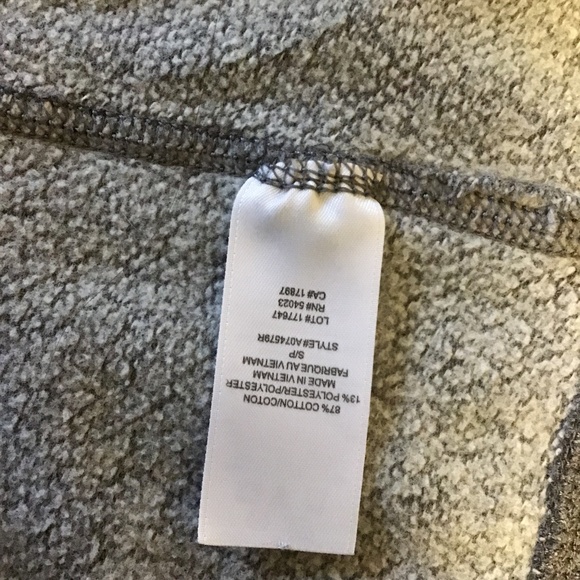 87% COTTON/COTON
13% POLYESTER/POLYESTER
MADE IN VIETNAM
FABRIQUE AU VIETNAM
S/P
STYLE#A074579R
LOT# 177647
RN# 54023
CA# 17897